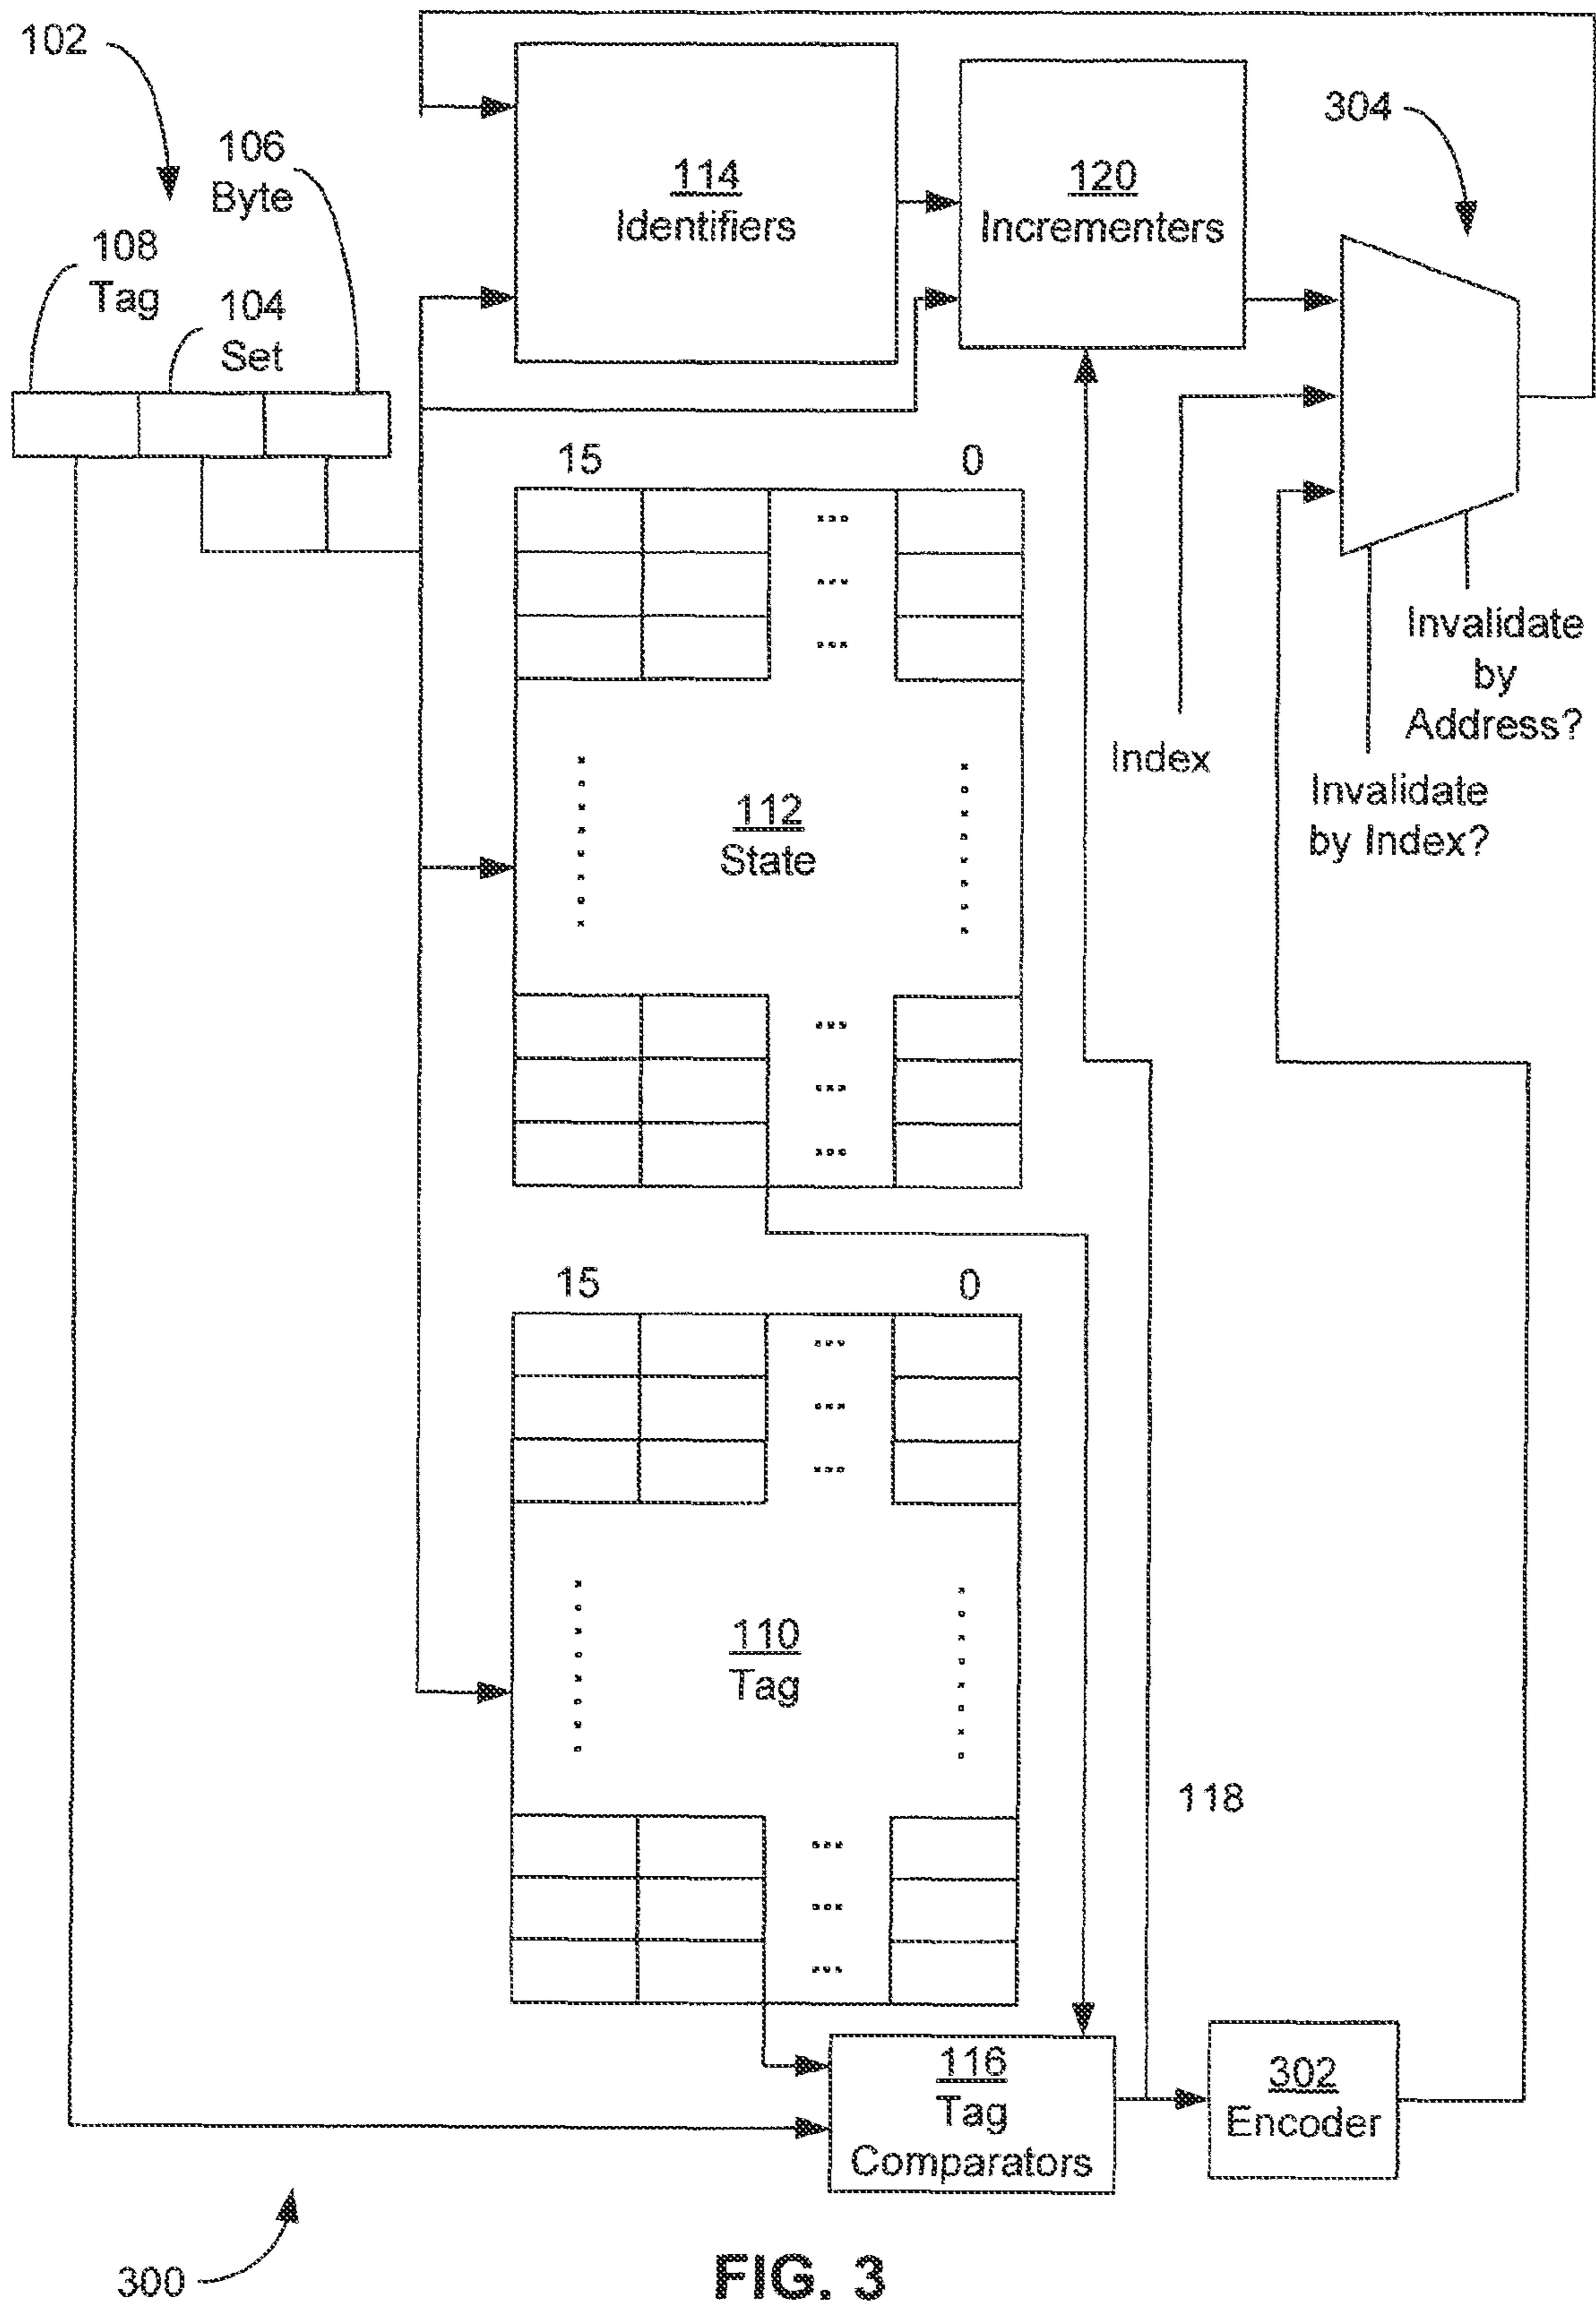 102
106
Byte
108
Tag
104
Set
114
Identifiers
120
Incrementers
304
15
0
112
State
Index
Invalidate
by
Address?
Invalidate
by Index?
15
0
110
Tag
118
116
Tag
Comparators
302
Encoder
300
FIG. 3